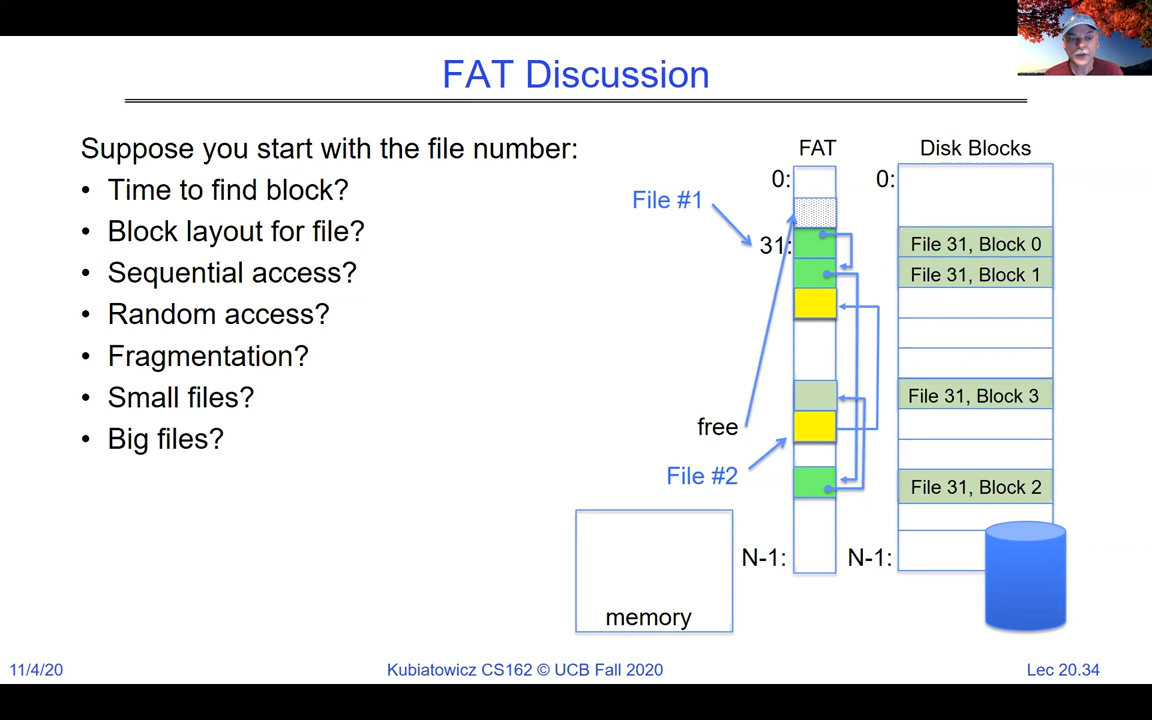 FAT Discussion
Suppose you start with the file number:
• Time to find block?
• Block layout for file?
• Sequential access?
• Random access?
• Fragmentation?
• Small files?
• Big files?
FAT
Disk Blocks
0:
0:
File #1
31:
File 31, Block 0
File 31, Block 1
File 31, Block 3
free
File #2
File 31, Block 2
N-1:
N-1:
memory
11/4/20
Kubiatowicz CS162 © UCB Fall 2020
Lec 20.34